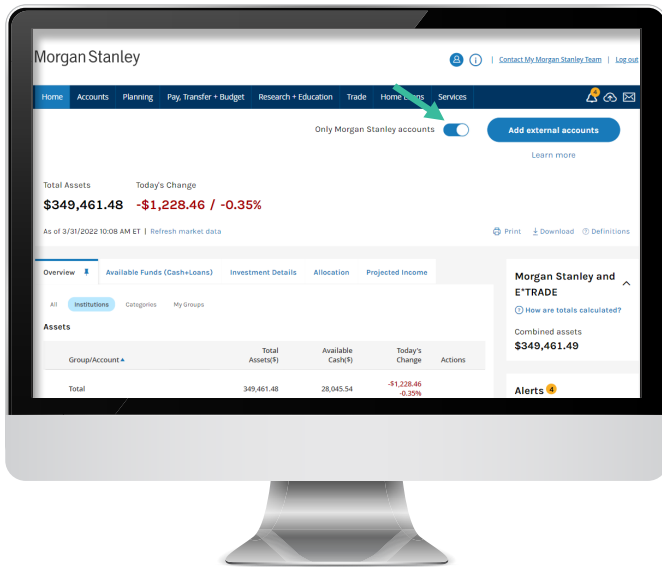 Morgan Stanley
Contact My Morgan Stanley Team | Log out
Home Accounts Planning Pay, Transfer + Budget Research + Education Trade Home Loans Services 4
Only Morgan Stanley accounts Add external accounts
Learn more
Total Assets Today's Change
$349,461.48 -$1,228.46 / -0.35%
As of 3/31/2022 10:08 AM ET | Refresh market data Print Download Definitions
Overview Available Funds (Cash+Loans) Investment Details Allocation Projected Income
All Institutions Categories My Groups
Assets
Group/Account Total Assets($) Available Cash($) Today's Change Actions
Total 349,461.48 28,045.54 -$1,228.46
-0.35%
Morgan Stanley and
E*TRADE
How are totals calculated?
Combined assets
$349,461.49
Alerts 4